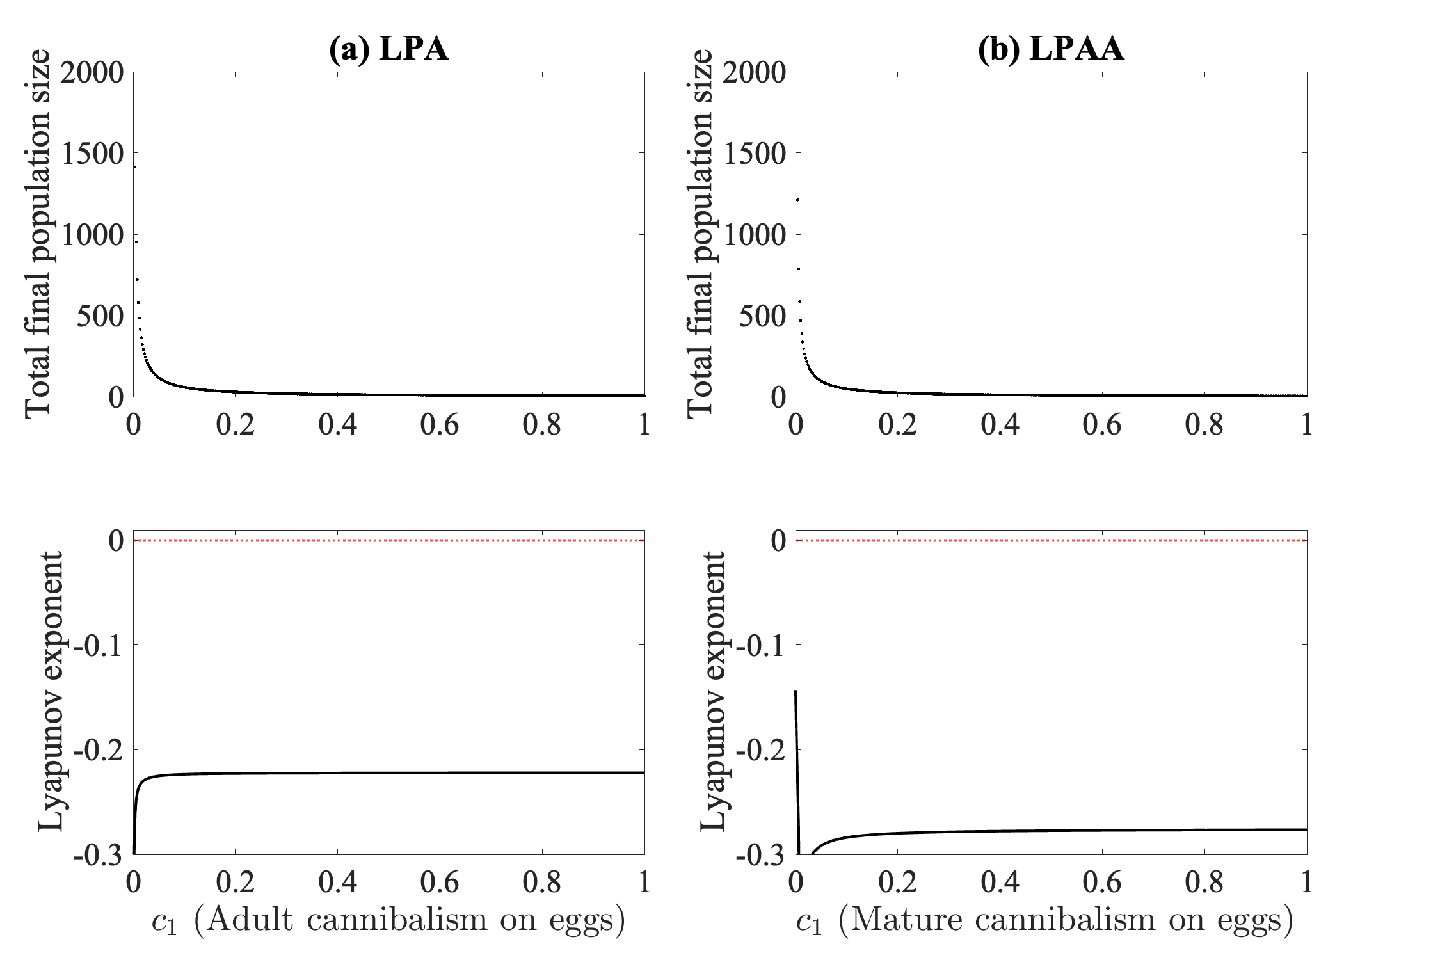 (a) LPA
Total final population size
2000
1500
1000
500
0
0 0.2 0.4 0.6 0.8 1
(b) LPAA
Total final population size
2000
1500
1000
500
0
0 0.2 0.4 0.6 0.8 1
Lyapunov exponent
0
-0.1
-0.2
-0.3
0 0.2 0.4 0.6 0.8 1
c₁ (Adult cannibalism on eggs)
Lyapunov exponent
0
-0.1
-0.2
-0.3
0 0.2 0.4 0.6 0.8 1
c₁ (Mature cannibalism on eggs)